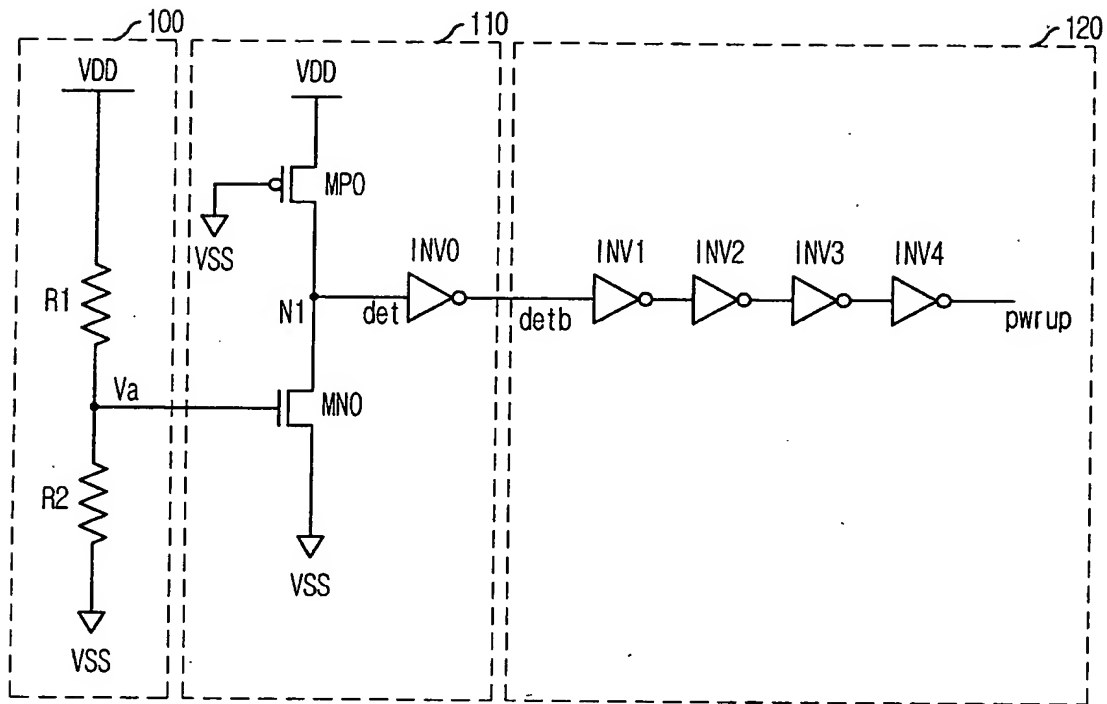 100
110
120
VDD
VDD
MP0
VSS
INV0
INV1
INV2
INV3
INV4
R1
N1
det
detb
pwrup
Va
MN0
R2
VSS
VSS